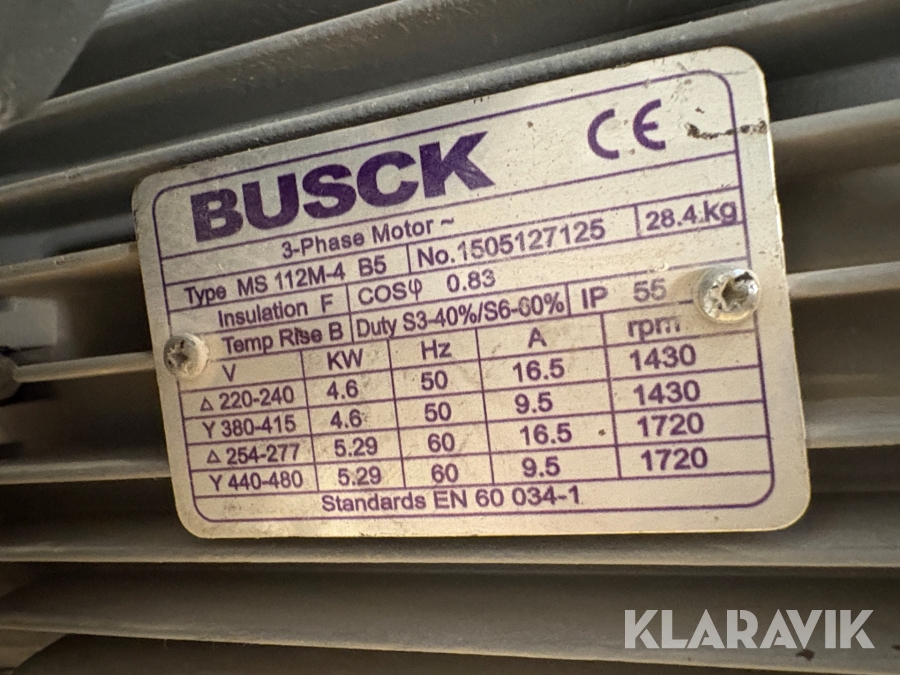 BUSCK CE
3-Phase Motor ~
Type MS 112M-4 B5 No.1505127125 28.4 kg
Insulation F COSφ 0.83
Temp Rise B Duty S3-40%/S6-60% IP 55
V KW Hz A rpm
Δ 220-240 4.6 50 16.5 1430
Y 380-415 4.6 50 9.5 1430
Δ 254-277 5.29 60 16.5 1720
Y 440-480 5.29 60 9.5 1720
Standards EN 60 034-1
KLARAVIK